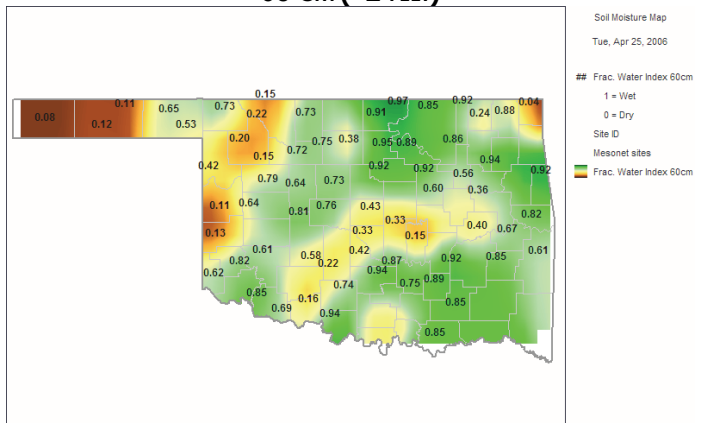 Soil Moisture Map
Tue, Apr 25, 2006
## Frac. Water Index 60cm
1 = Wet
0 = Dry
Site ID
Mesonet sites
Frac. Water Index 60cm
0.15
0.11 0.65 0.73 0.22 0.73 0.91 0.97 0.85 0.92 0.24 0.88 0.04
0.08 0.12 0.53
0.20 0.15 0.72 0.75 0.38 0.95 0.89 0.86
0.42 0.92 0.92 0.94 0.92
0.79 0.64 0.73 0.60 0.56 0.36
0.11 0.64 0.81 0.76 0.43 0.82
0.13 0.33 0.33 0.15 0.40 0.67
0.61 0.58 0.42 0.61
0.62 0.82 0.22 0.94 0.87 0.92 0.85
0.85 0.74 0.75 0.89
0.69 0.16 0.94 0.85
0.85